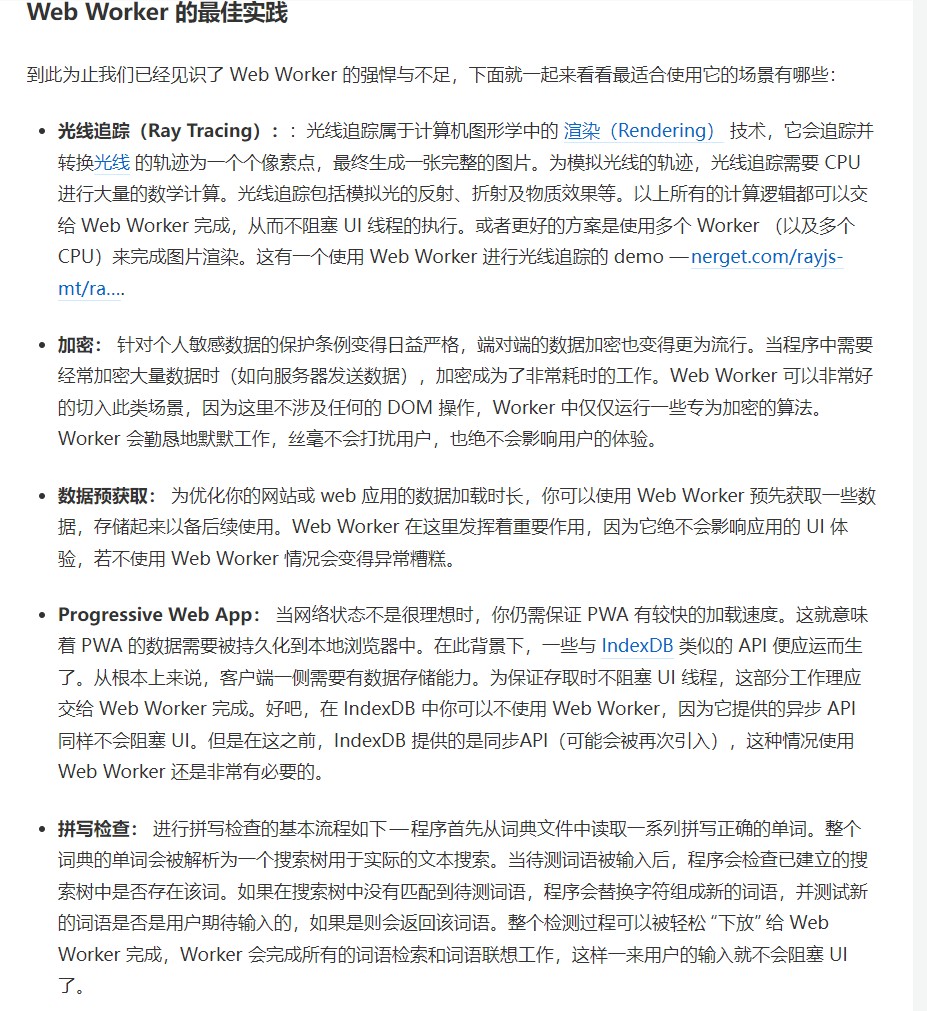 Web Worker 的最佳实践
到此为止我们已经见识了 Web Worker 的强悍与不足，下面就一起来看看最适合使用它的场景有哪些：
• 光线追踪（Ray Tracing）：：光线追踪属于计算机图形学中的 渲染（Rendering） 技术，它会追踪并
转换光线 的轨迹为一个个像素点，最终生成一张完整的图片。为模拟光线的轨迹，光线追踪需要 CPU
进行大量的数学计算。光线追踪包括模拟光的反射、折射及物质效果等。以上所有的计算逻辑都可以交
给 Web Worker 完成，从而不阻塞 UI 线程的执行。或者更好的方案是使用多个 Worker （以及多个
CPU）来完成图片渲染。这有一个使用 Web Worker 进行光线追踪的 demo —nerget.com/rayjs-
mt/ra….
• 加密： 针对个人敏感数据的保护条例变得日益严格，端对端的数据加密也变得更为流行。当程序中需要
经常加密大量数据时（如向服务器发送数据），加密成为了非常耗时的工作。Web Worker 可以非常好
的切入此类场景，因为这里不涉及任何的 DOM 操作，Worker 中仅仅运行一些专为加密的算法。
Worker 会勤恳地默默工作，丝毫不会打扰用户，也绝不会影响用户的体验。
• 数据预获取： 为优化你的网站或 web 应用的数据加载时长，你可以使用 Web Worker 预先获取一些数
据，存储起来以备后续使用。Web Worker 在这里发挥着重要作用，因为它绝不会影响应用的 UI 体
验，若不使用 Web Worker 情况会变得异常糟糕。
• Progressive Web App： 当网络状态不是很理想时，你仍需保证 PWA 有较快的加载速度。这就意味
着 PWA 的数据需要被持久化到本地浏览器中。在此背景下，一些与 IndexDB 类似的 API 便应运而生
了。从根本上来说，客户端一侧需要有数据存储能力。为保证存取时不阻塞 UI 线程，这部分工作理应
交给 Web Worker 完成。好吧，在 IndexDB 中你可以不使用 Web Worker，因为它提供的异步 API
同样不会阻塞 UI。但是在这之前，IndexDB 提供的是同步API（可能会被再次引入），这种情况使用
Web Worker 还是非常有必要的。
• 拼写检查： 进行拼写检查的基本流程如下—程序首先从词典文件中读取一系列拼写正确的单词。整个
词典的单词会被解析为一个搜索树用于实际的文本搜索。当待测词语被输入后，程序会检查已建立的搜
索树中是否存在该词。如果在搜索树中没有匹配到待测词语，程序会替换字符组成新的词语，并测试新
的词语是否是用户期待输入的，如果是则会返回该词语。整个检测过程可以被轻松 “下放” 给 Web
Worker 完成，Worker 会完成所有的词语检索和词语联想工作，这样一来用户的输入就不会阻塞 UI
了。